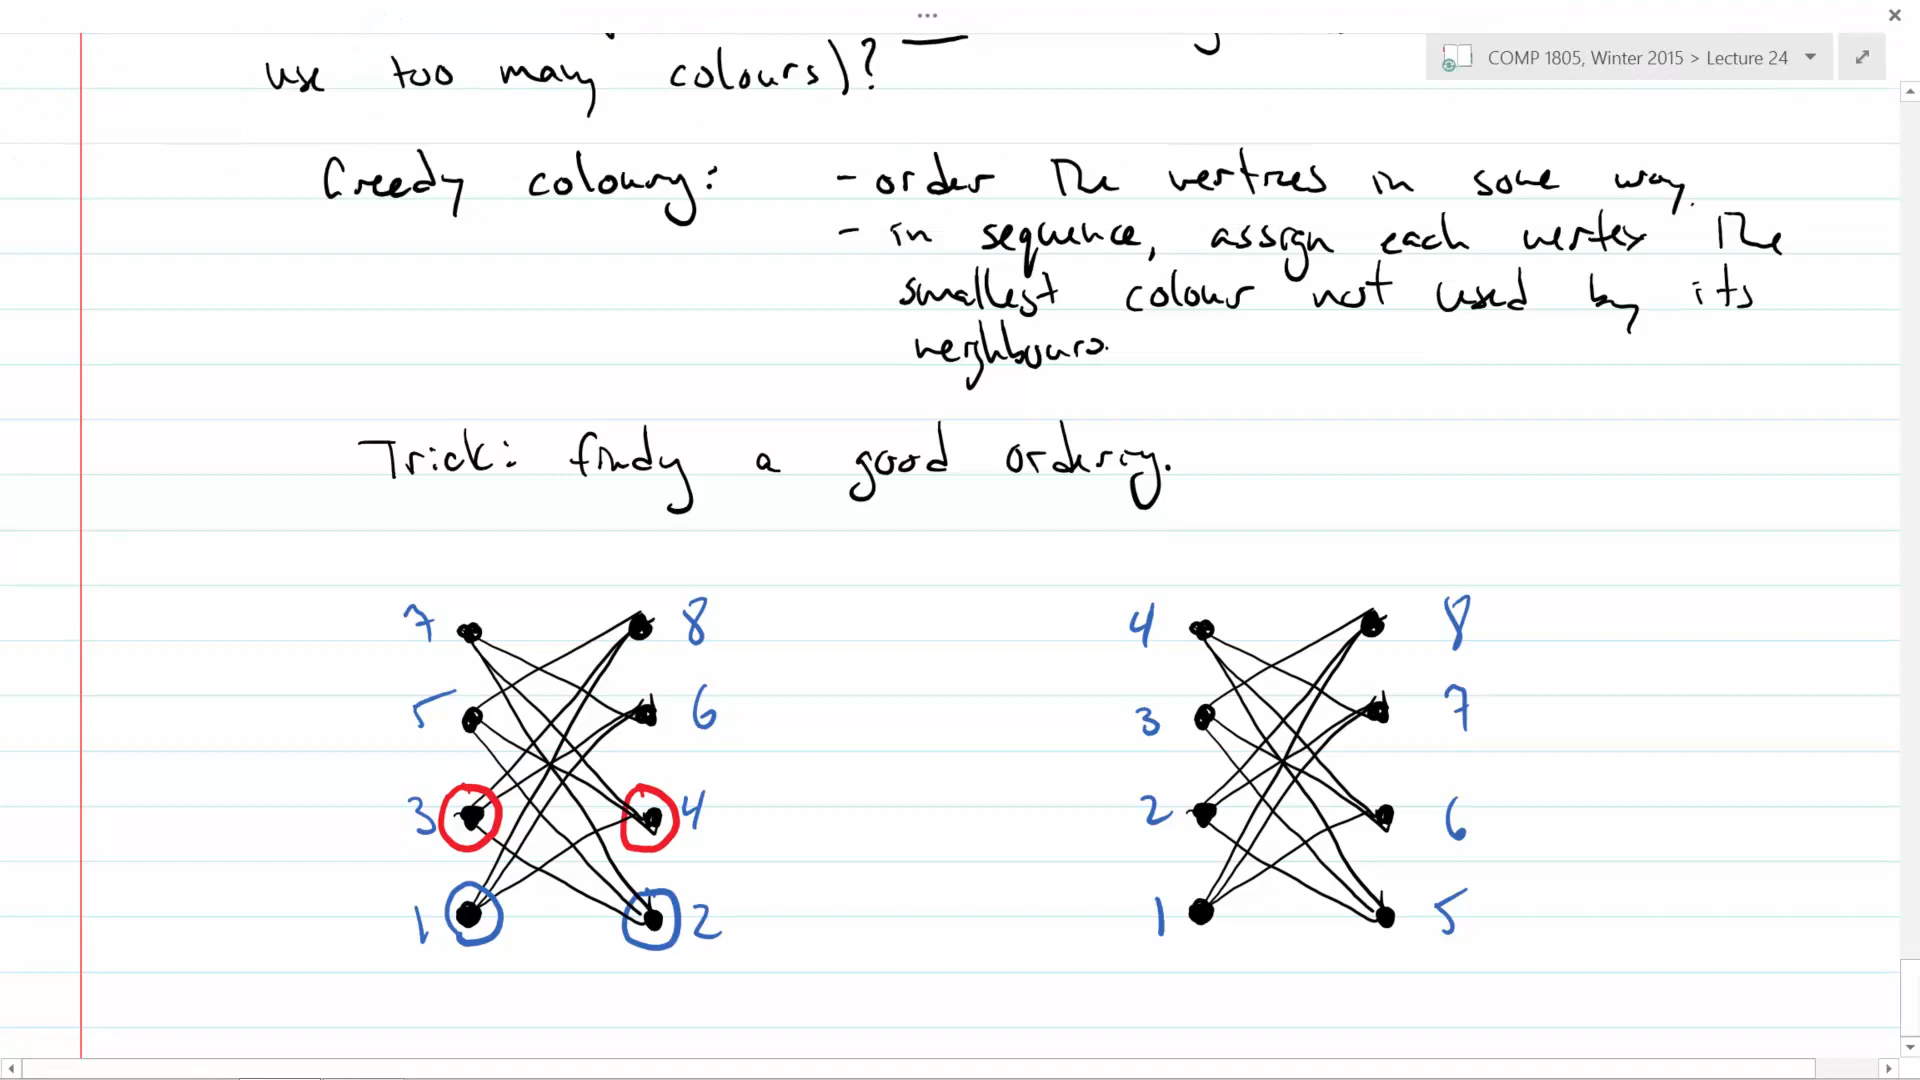 COMP 1805, Winter 2015 > Lecture 24
use too many colours)?
Greedy colouring: - order the vertices in some way.
- in sequence, assign each vertex the
smallest colour not used by its
neighbours.
Trick: finding a good ordering.
7 8 4 8
5 6 3 7
3 4 2 6
1 2 1 5